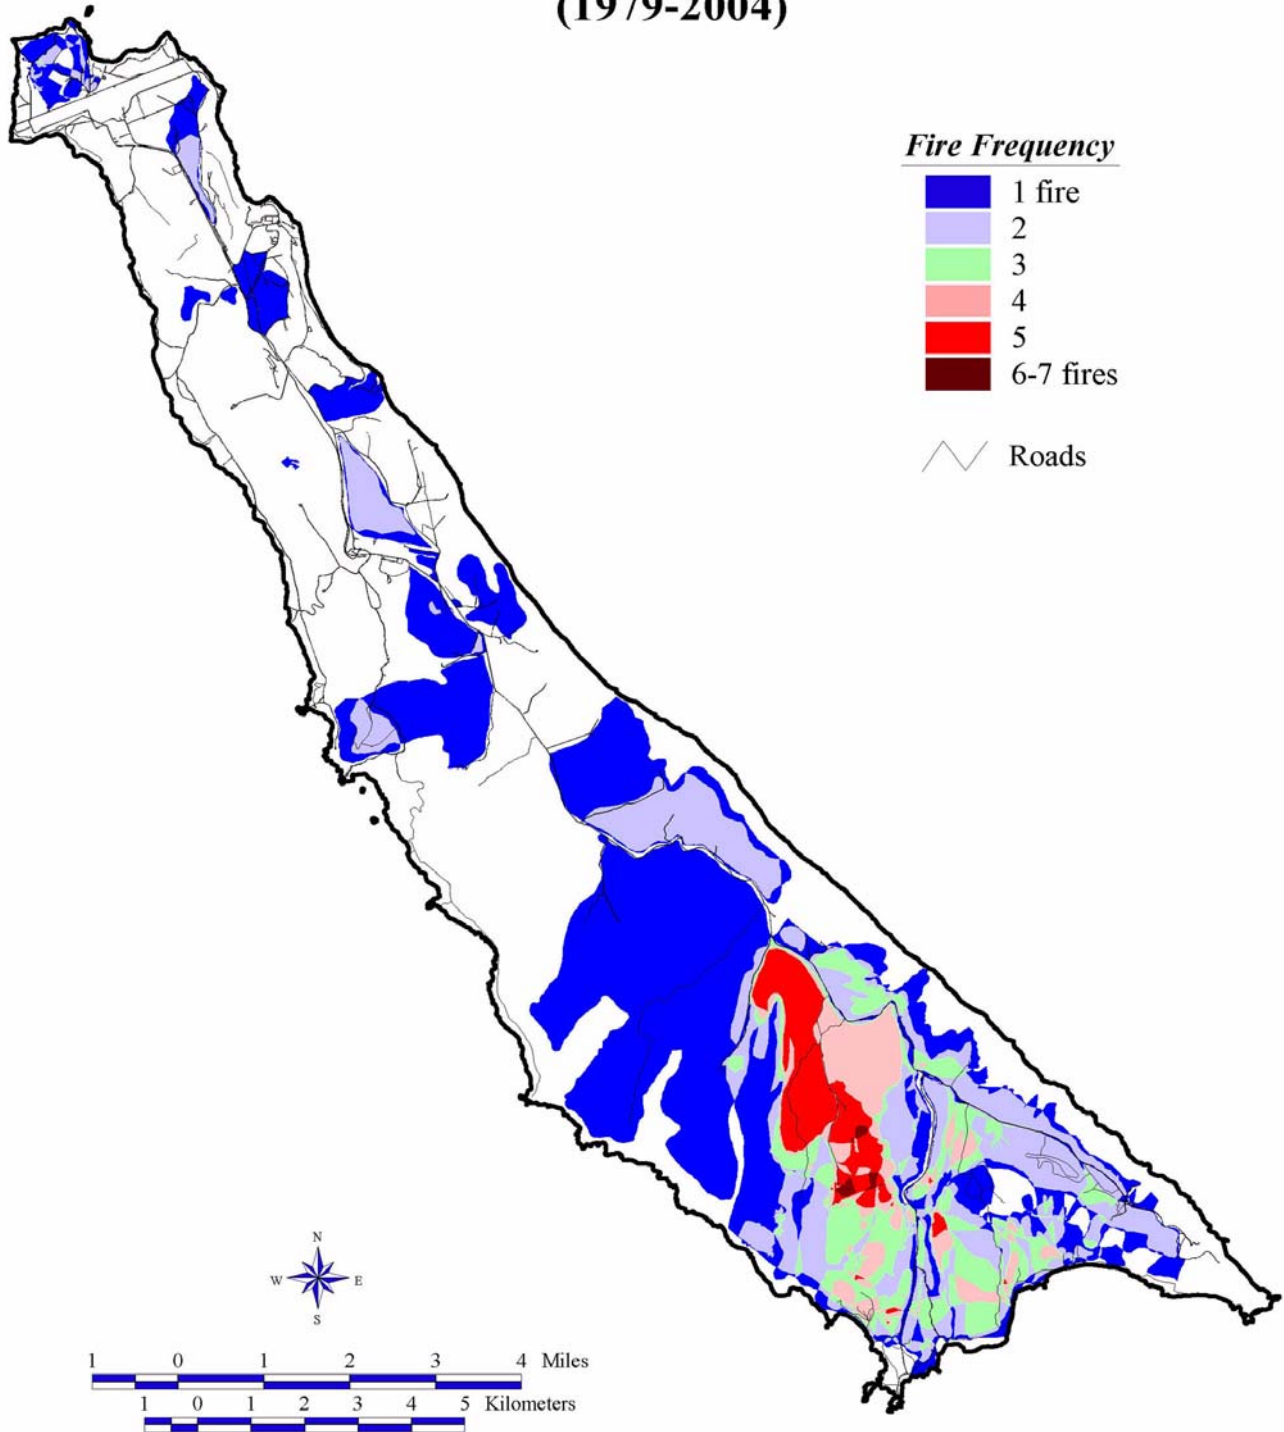 (1979-2004)
Fire Frequency
1 fire
2
3
4
5
6-7 fires
Roads
N
W E
S
1 0 1 2 3 4 Miles
1 0 1 2 3 4 5 Kilometers